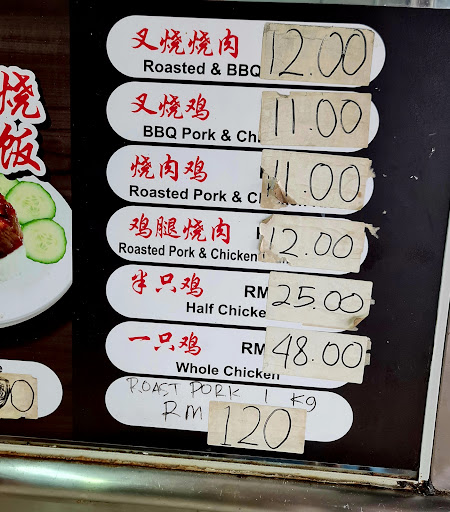 叉烧烧肉
12.00
Roasted & BBQ
叉烧鸡
11.00
BBQ Pork &
烧肉鸡
11.00
Roasted Pork &
鸡腿烧肉
12.00
Roasted Pork & Chicken
半只鸡 RM 25.00
Half Chicke
一只鸡 RM 48.00
Whole Chicken
ROAST PORK 1 Kg
RM 120
烧
饭